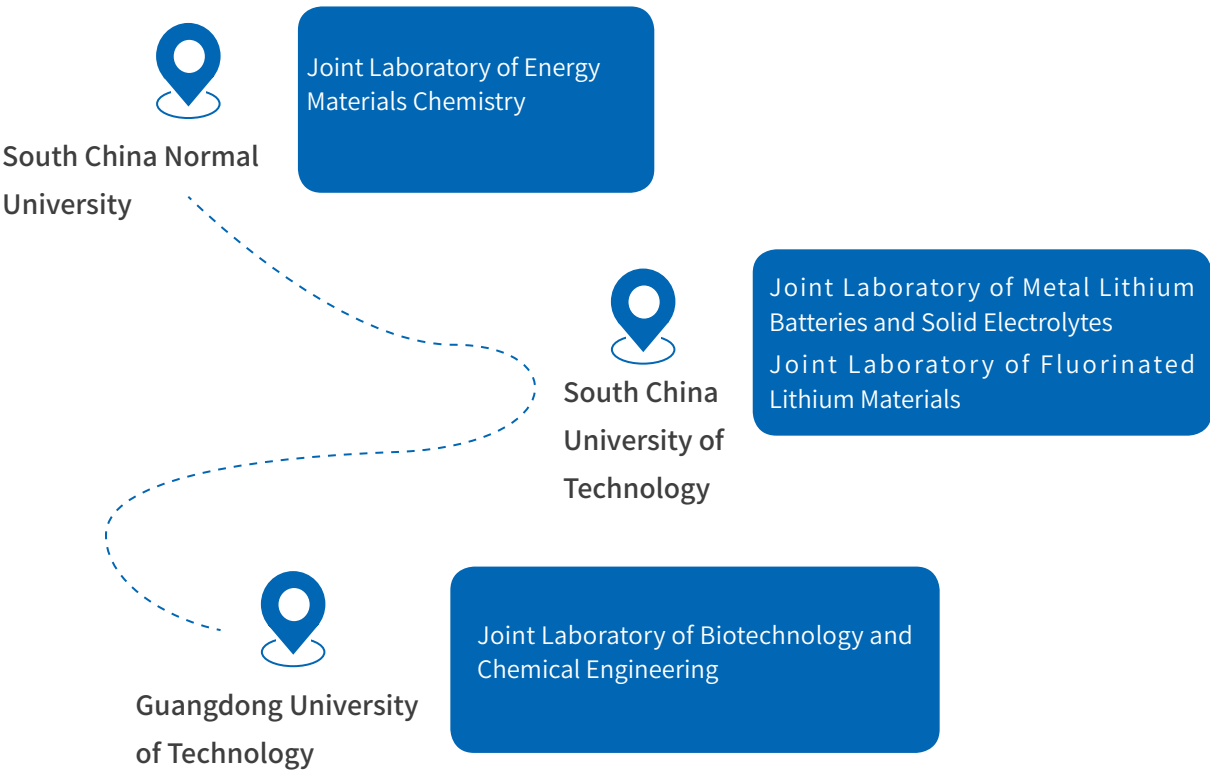 Joint Laboratory of Energy
Materials Chemistry
South China Normal
University
Joint Laboratory of Metal Lithium
Batteries and Solid Electrolytes
Joint Laboratory of Fluorinated
Lithium Materials
South China
University of
Technology
Joint Laboratory of Biotechnology and
Chemical Engineering
Guangdong University
of Technology